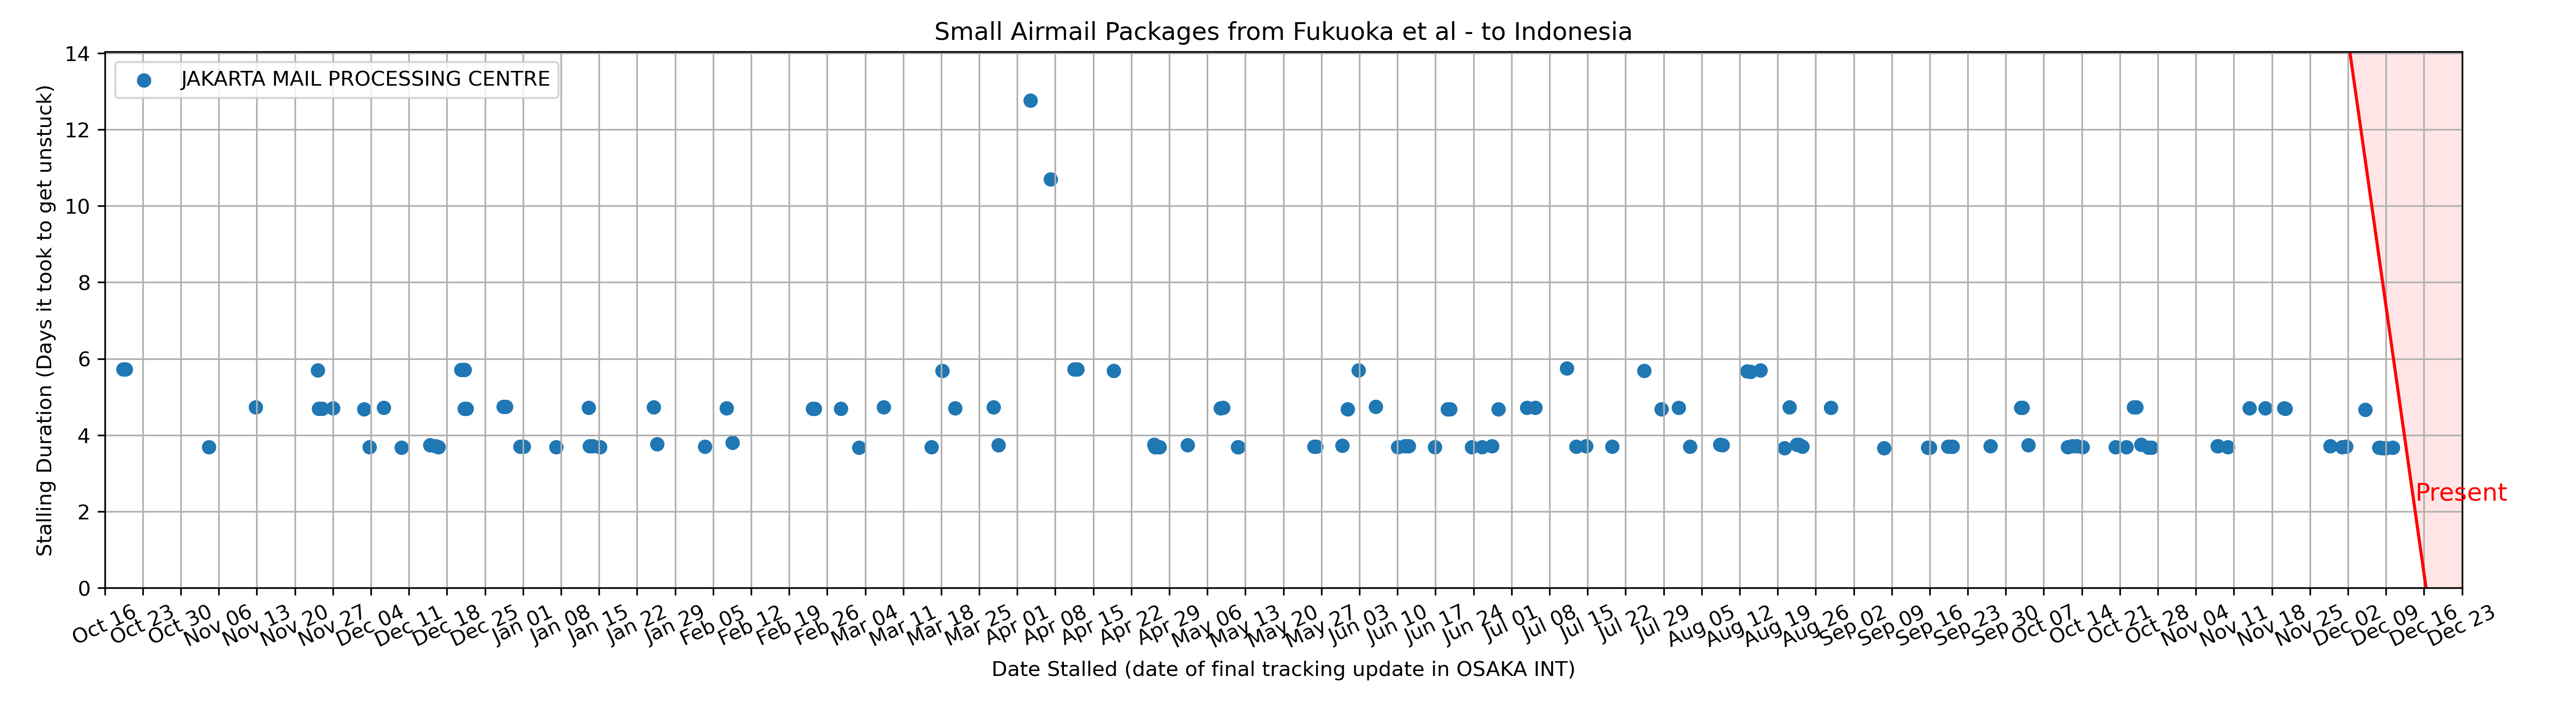 Small Airmail Packages from Fukuoka et al - to Indonesia
JAKARTA MAIL PROCESSING CENTRE
Stalling Duration (Days it took to get unstuck)
14
12
10
8
6
4
2
0
Present
Oct 16
Oct 23
Oct 30
Nov 06
Nov 13
Nov 20
Nov 27
Dec 04
Dec 11
Dec 18
Dec 25
Jan 01
Jan 08
Jan 15
Jan 22
Jan 29
Feb 05
Feb 12
Feb 19
Feb 26
Mar 04
Mar 11
Mar 18
Mar 25
Apr 01
Apr 08
Apr 15
Apr 22
Apr 29
May 06
May 13
May 20
May 27
Jun 03
Jun 10
Jun 17
Jun 24
Jul 01
Jul 08
Jul 15
Jul 22
Jul 29
Aug 05
Aug 12
Aug 19
Aug 26
Sep 02
Sep 09
Sep 16
Sep 23
Sep 30
Oct 07
Oct 14
Oct 21
Oct 28
Nov 04
Nov 11
Nov 18
Nov 25
Dec 02
Dec 09
Dec 16
Dec 23
Date Stalled (date of final tracking update in OSAKA INT)